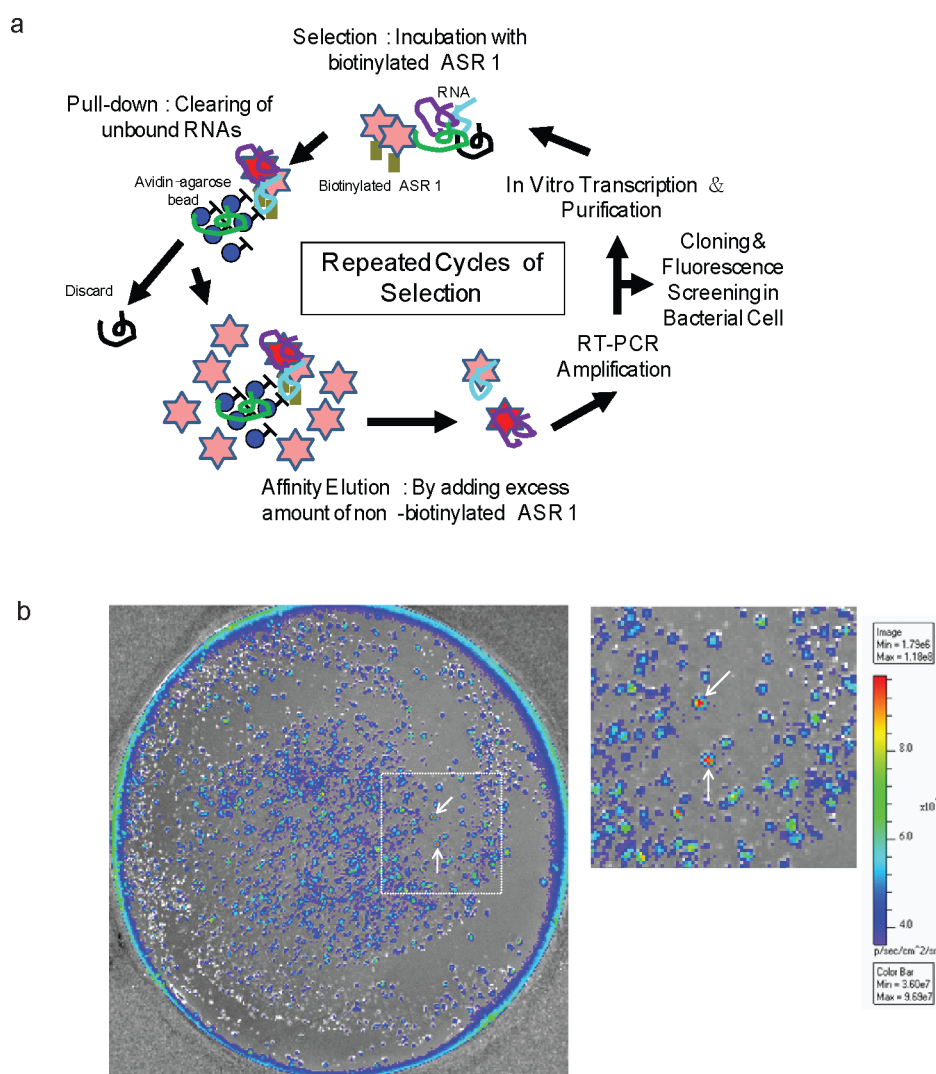 a
Selection : Incubation with
biotinylated ASR 1
RNA
Pull-down : Clearing of
unbound RNAs
Avidin-agarose
bead
Biotinylated ASR 1
In Vitro Transcription &
Purification
Repeated Cycles of
Selection
Cloning &
Fluorescence
Screening in
Bacterial Cell
Discard
RT-PCR
Amplification
Affinity Elution : By adding excess
amount of non -biotinylated ASR 1
b
Image
Min = 1.79e6
Max = 1.18e8
8.0
x10
6.0
4.0
p/sec/cm^2/sr
Color Bar
Min = 3.60e7
Max = 9.69e7